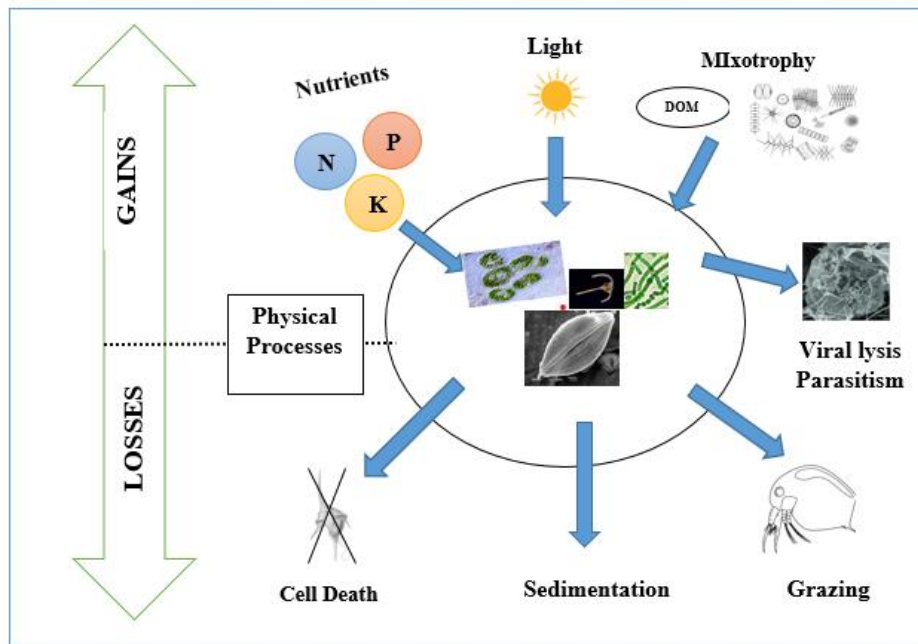 Light
MIxotrophy
Nutrients
DOM
P
N
K
GAINS
Physical
Processes
Viral lysis
Parasitism
LOSSES
Cell Death
Sedimentation
Grazing